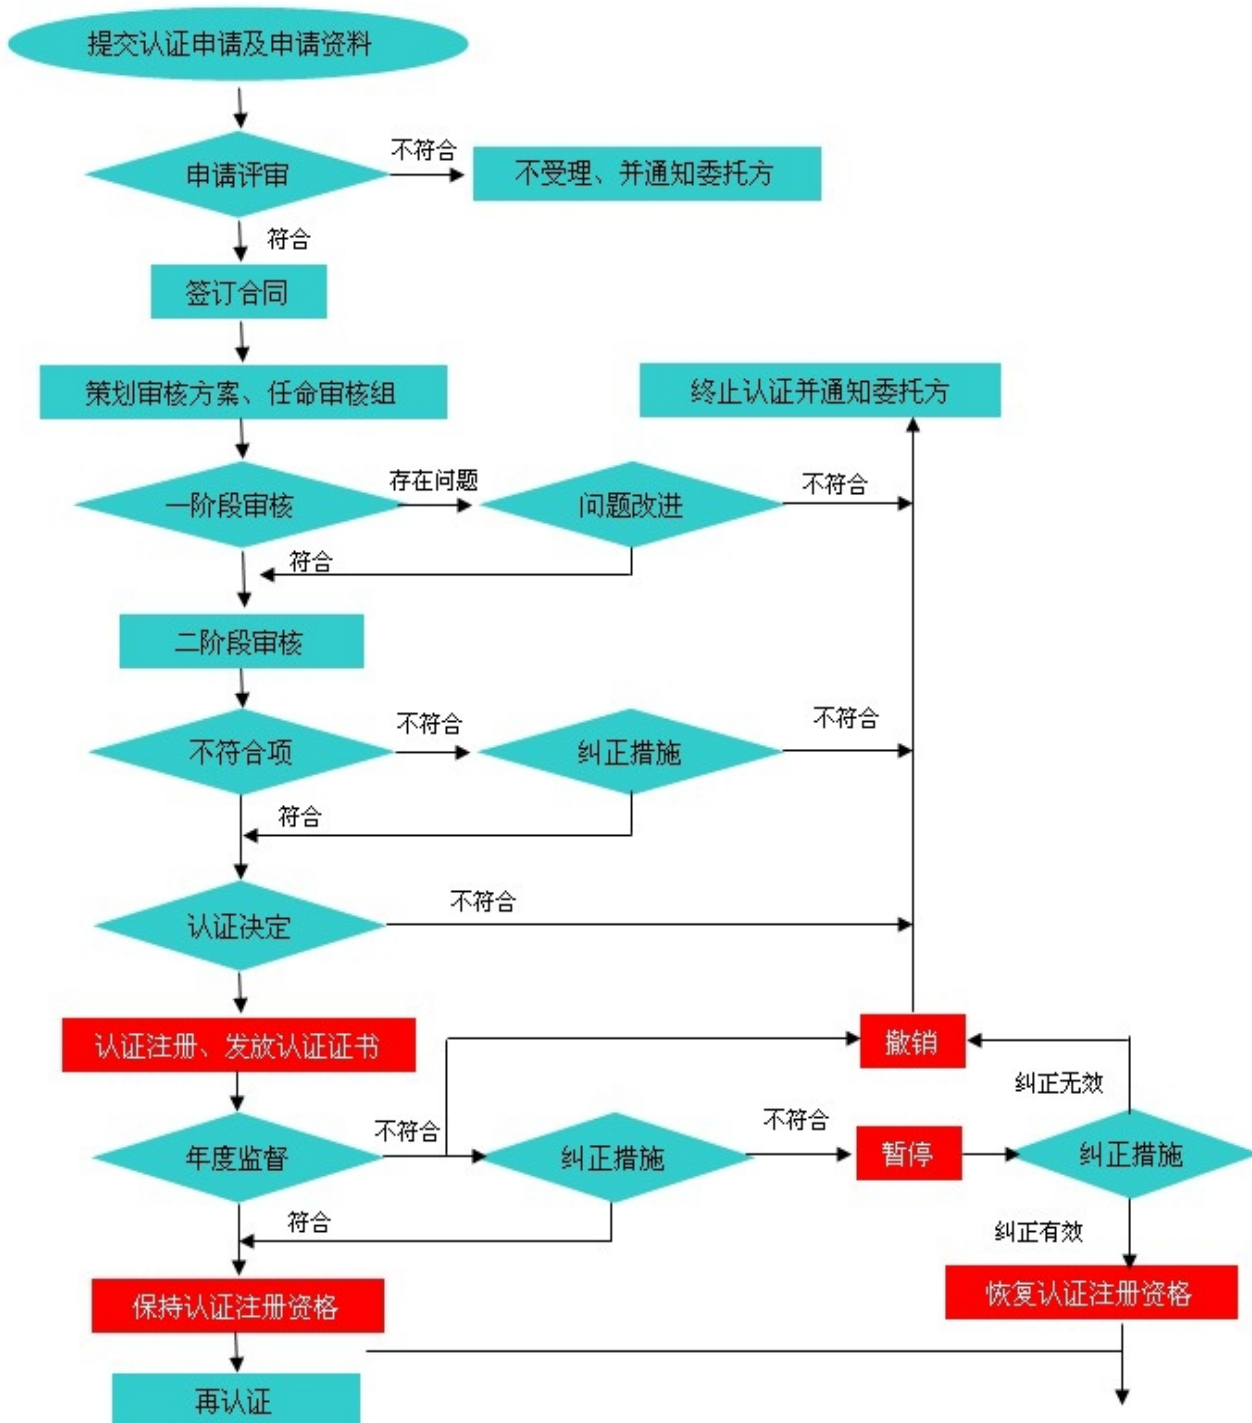 提交认证申请及申请资料
申请评审
不符合
不受理、并通知委托方
符合
签订合同
策划审核方案、任命审核组
终止认证并通知委托方
一阶段审核
存在问题
问题改进
不符合
符合
二阶段审核
不符合项
不符合
纠正措施
不符合
符合
认证决定
不符合
认证注册、发放认证证书
撤销
纠正无效
年度监督
不符合
纠正措施
不符合
暂停
纠正措施
符合
纠正有效
保持认证注册资格
恢复认证注册资格
再认证